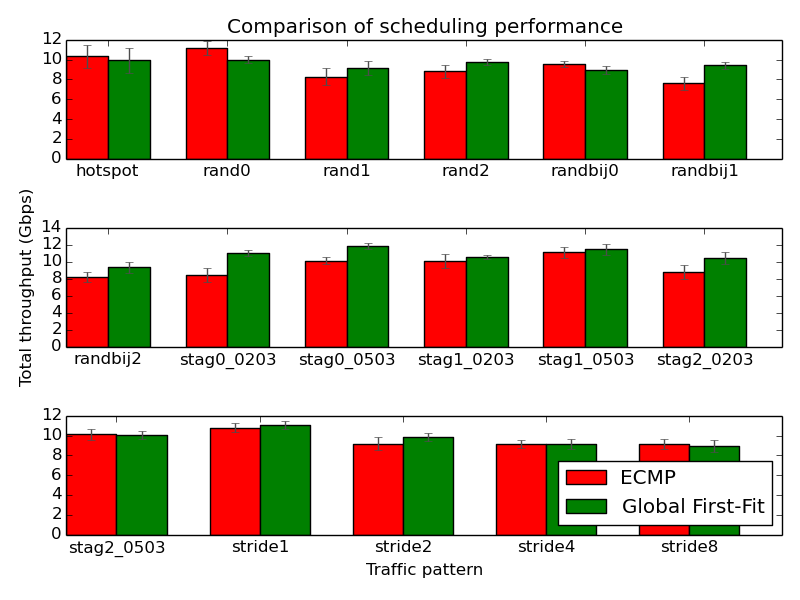 Comparison of scheduling performance
12
10
8
6
4
2
0
hotspot rand0 rand1 rand2 randbij0 randbij1
Total throughput (Gbps)
14
12
10
8
6
4
2
0
randbij2 stag0_0203 stag0_0503 stag1_0203 stag1_0503 stag2_0203
12
10
8
6
4
2
0
ECMP
Global First-Fit
stag2_0503 stride1 stride2 stride4 stride8
Traffic pattern